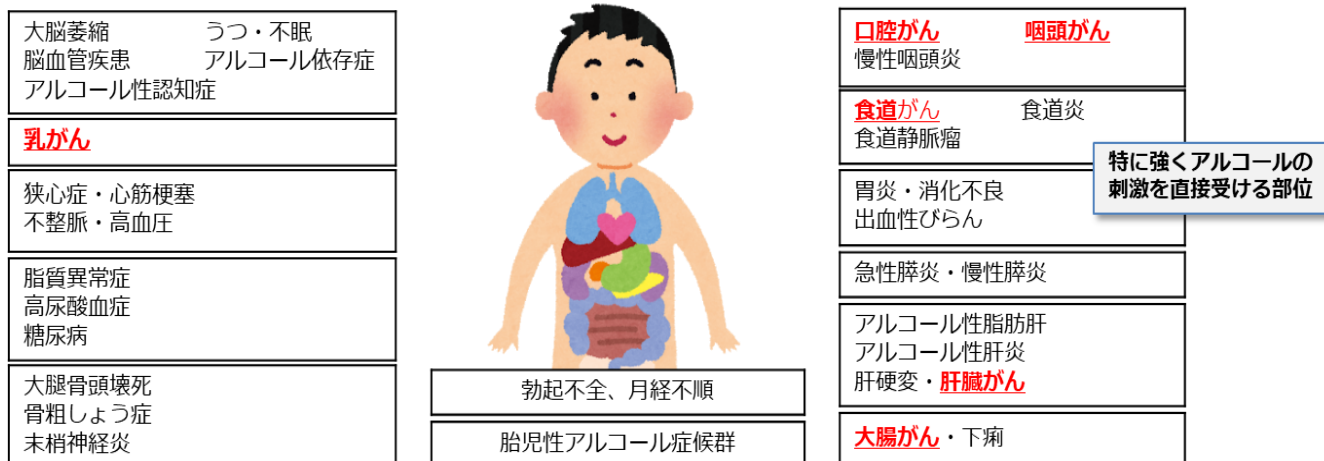 大脳萎縮 うつ・不眠
脳血管疾患 アルコール依存症
アルコール性認知症
乳がん
狭心症・心筋梗塞
不整脈・高血圧
脂質異常症
高尿酸血症
糖尿病
大腿骨頭壊死
骨粗しょう症
末梢神経炎
勃起不全、月経不順
胎児性アルコール症候群
口腔がん 咽頭がん
慢性咽頭炎
食道がん 食道炎
食道静脈瘤
特に強くアルコールの
刺激を直接受ける部位
胃炎・消化不良
出血性びらん
急性膵炎・慢性膵炎
アルコール性脂肪肝
アルコール性肝炎
肝硬変・肝臓がん
大腸がん・下痢